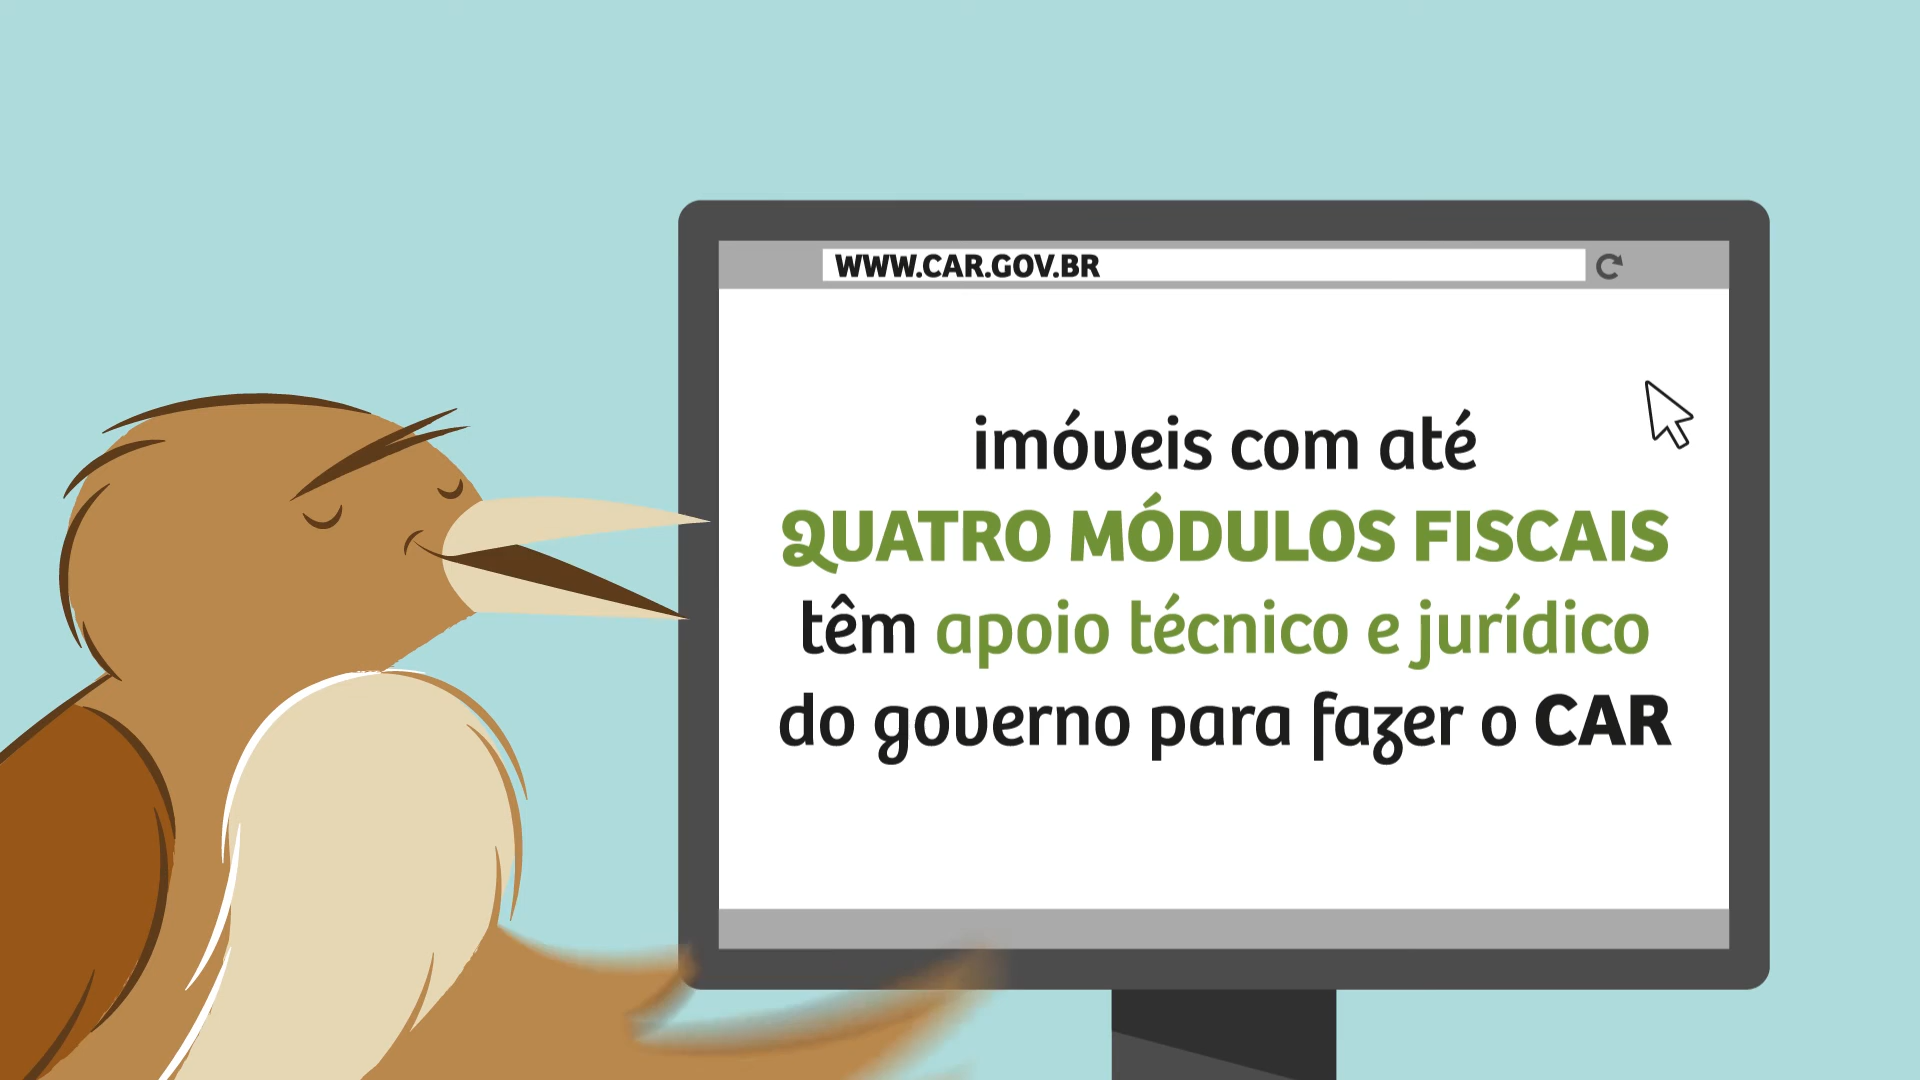 WWW.CAR.GOV.BR
imóveis com até
QUATRO MÓDULOS FISCAIS
têm apoio técnico e jurídico
do governo para fazer o CAR